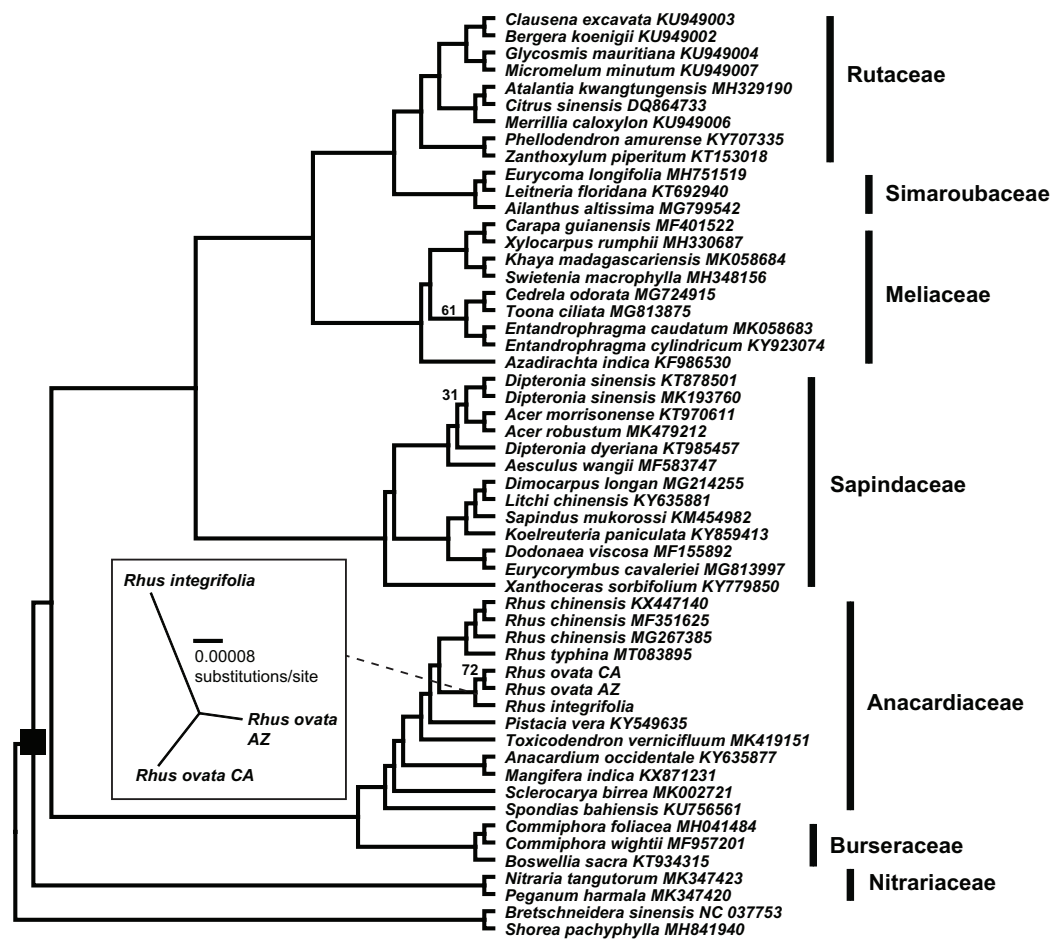 Clausena excavata KU949003
Bergera koenigii KU949002
Glycosmis mauritiana KU949004
Micromelum minutum KU949007
Atalantia kwangtungensis MH329190
Citrus sinensis DQ864733
Merrillia caloxylon KU949006
Phellodendron amurense KY707335
Zanthoxylum piperitum KT153018
Rutaceae
Eurycoma longifolia MH751519
Leitneria floridana KT692940
Ailanthus altissima MG799542
Simaroubaceae
Carapa guianensis MF401522
Xylocarpus rumphii MH330687
Khaya madagascariensis MK058684
Swietenia macrophylla MH348156
Cedrela odorata MG724915
61
Toona ciliata MG813875
Entandrophragma caudatum MK058683
Entandrophragma cylindricum KY923074
Azadirachta indica KF986530
Meliaceae
Dipteronia sinensis KT878501
31
Dipteronia sinensis MK193760
Acer morrisonense KT970611
Acer robustum MK479212
Dipteronia dyeriana KT985457
Aesculus wangii MF583747
Dimocarpus longan MG214255
Litchi chinensis KY635881
Sapindus mukorossi KM454982
Koelreuteria paniculata KY859413
Dodonaea viscosa MF155892
Eurycorymbus cavaleriei MG813997
Xanthoceras sorbifolium KY779850
Sapindaceae
Rhus chinensis KX447140
Rhus chinensis MF351625
Rhus chinensis MG267385
Rhus typhina MT083895
72
Rhus ovata CA
Rhus ovata AZ
Rhus integrifolia
Pistacia vera KY549635
Toxicodendron vernicifluum MK419151
Anacardium occidentale KY635877
Mangifera indica KX871231
Sclerocarya birrea MK002721
Spondias bahiensis KU756561
Anacardiaceae
Commiphora foliacea MH041484
Commiphora wightii MF957201
Boswellia sacra KT934315
Burseraceae
Nitraria tangutorum MK347423
Peganum harmala MK347420
Nitrariaceae
Bretschneidera sinensis NC 037753
Shorea pachyphylla MH841940
Rhus integrifolia
0.00008
substitutions/site
Rhus ovata
AZ
Rhus ovata CA